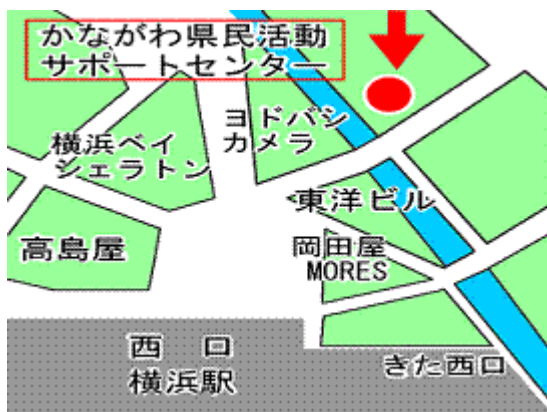 かながわ県民活動
サポートセンター
ヨドバシ
カメラ
横浜ベイ
シェラトン
東洋ビル
高島屋
岡田屋
MORES
西 口
横浜駅
きた西口